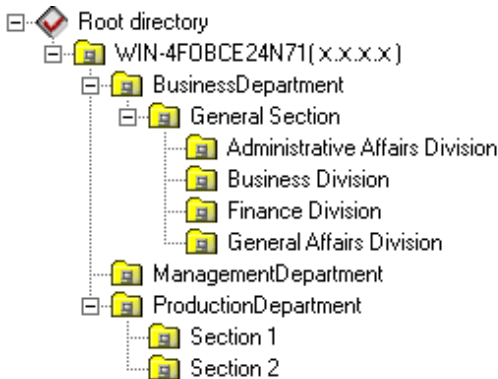 Root directory
WIN-4FOBCE24N71(x.x.x.x)
BusinessDepartment
General Section
Administrative Affairs Division
Business Division
Finance Division
General Affairs Division
ManagementDepartment
ProductionDepartment
Section 1
Section 2